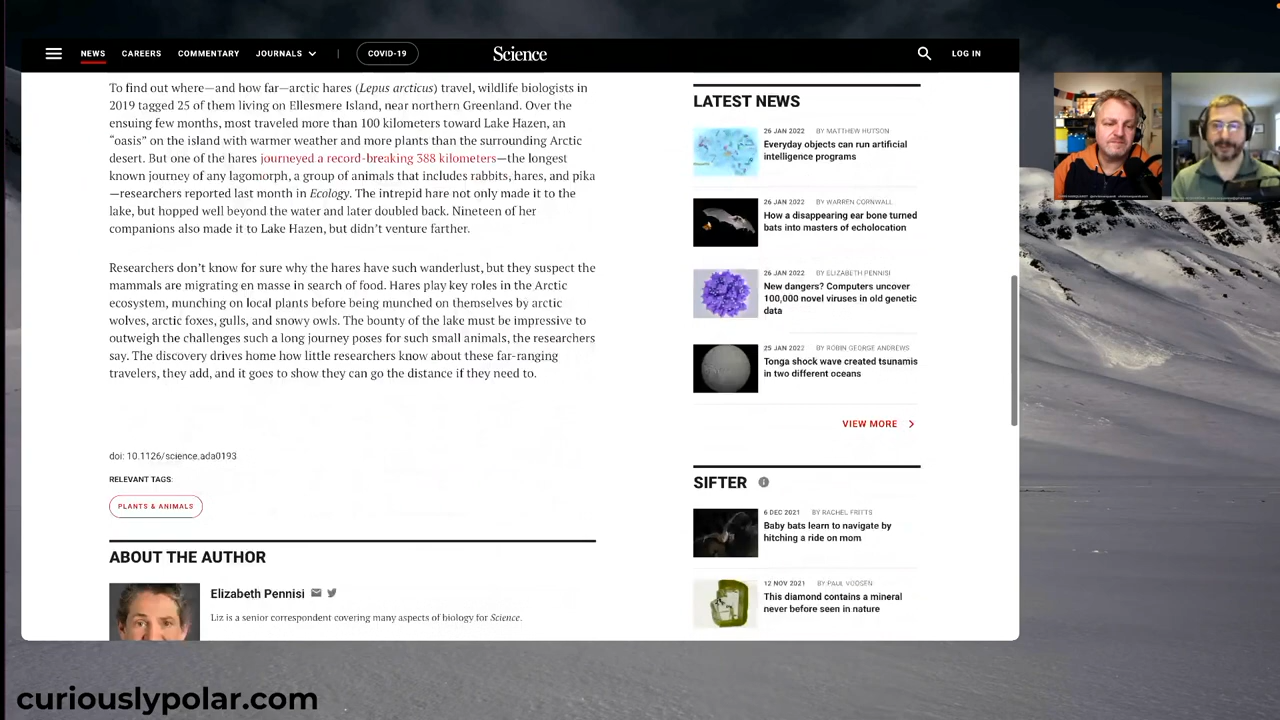 NEWS CAREERS COMMENTARY JOURNALS | COVID-19 Science LOG IN
To find out where—and how far—arctic hares (Lepus arcticus) travel, wildlife biologists in
2019 tagged 25 of them living on Ellesmere Island, near northern Greenland. Over the
ensuing few months, most traveled more than 100 kilometers toward Lake Hazen, an
“oasis” on the island with warmer weather and more plants than the surrounding Arctic
desert. But one of the hares journeyed a record-breaking 388 kilometers—the longest
known journey of any lagomorph, a group of animals that includes rabbits, hares, and pika
—researchers reported last month in Ecology. The intrepid hare not only made it to the
lake, but hopped well beyond the water and later doubled back. Nineteen of her
companions also made it to Lake Hazen, but didn’t venture farther.
Researchers don’t know for sure why the hares have such wanderlust, but they suspect the
mammals are migrating en masse in search of food. Hares play key roles in the Arctic
ecosystem, munching on local plants before being munched on themselves by arctic
wolves, arctic foxes, gulls, and snowy owls. The bounty of the lake must be impressive to
outweigh the challenges such a long journey poses for such small animals, the researchers
say. The discovery drives home how little researchers know about these far-ranging
travelers, they add, and it goes to show they can go the distance if they need to.
doi: 10.1126/science.ada0193
RELEVANT TAGS:
PLANTS & ANIMALS
ABOUT THE AUTHOR
Elizabeth Pennisi
Liz is a senior correspondent covering many aspects of biology for Science.
LATEST NEWS
26 JAN 2022 BY MATTHEW HUTSON
Everyday objects can run artificial
intelligence programs
26 JAN 2022 BY WARREN CORNWALL
How a disappearing ear bone turned
bats into masters of echolocation
26 JAN 2022 BY ELIZABETH PENNISI
New dangers? Computers uncover
100,000 novel viruses in old genetic
data
25 JAN 2022 BY ROBIN GEORGE ANDREWS
Tonga shock wave created tsunamis
in two different oceans
VIEW MORE
SIFTER
6 DEC 2021 BY RACHEL FRITTS
Baby bats learn to navigate by
hitching a ride on mom
12 NOV 2021 BY PAUL VOOSEN
This diamond contains a mineral
never before seen in nature
curiouslypolar.com